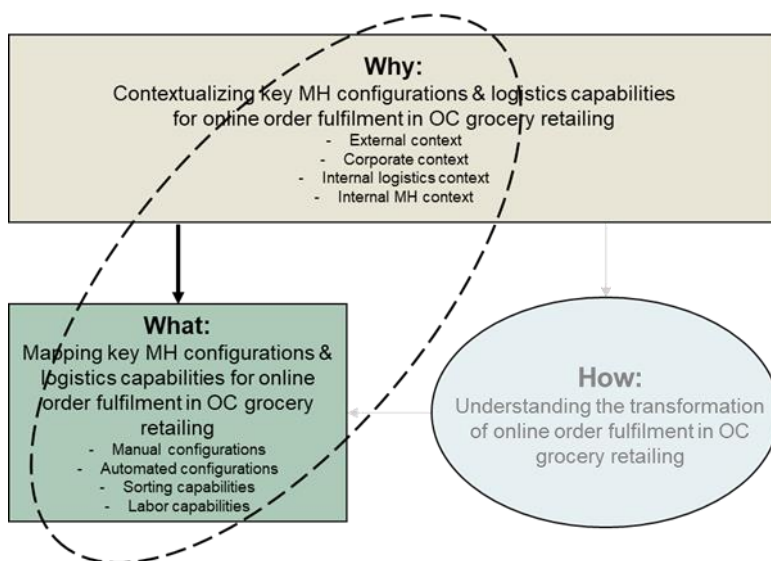 Why:
Contextualizing key MH configurations & logistics capabilities
for online order fulfilment in OC grocery retailing
- External context
- Corporate context
- Internal logistics context
- Internal MH context
What:
Mapping key MH configurations &
logistics capabilities for online
order fulfilment in OC grocery
retailing
- Manual configurations
- Automated configurations
- Sorting capabilities
- Labor capabilities
How:
Understanding the transformation
of online order fulfilment in OC
grocery retailing